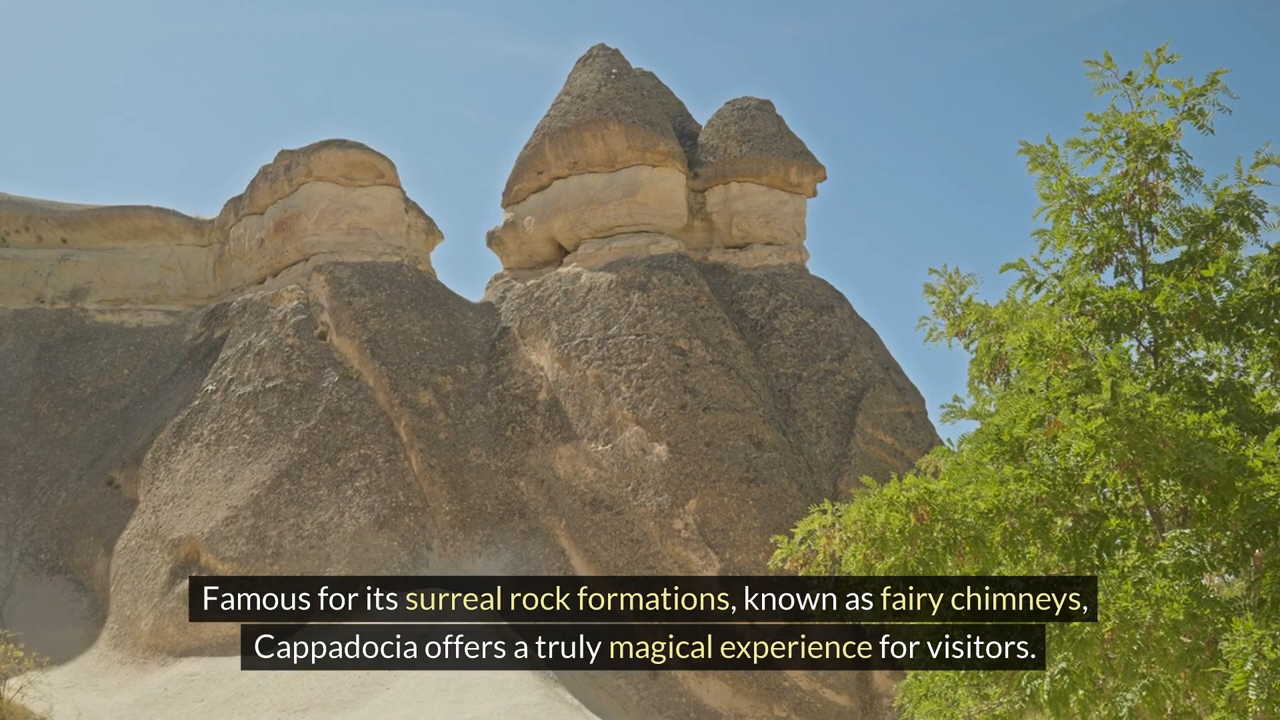 Famous for its surreal rock formations, known as fairy chimneys,
Cappadocia offers a truly magical experience for visitors.